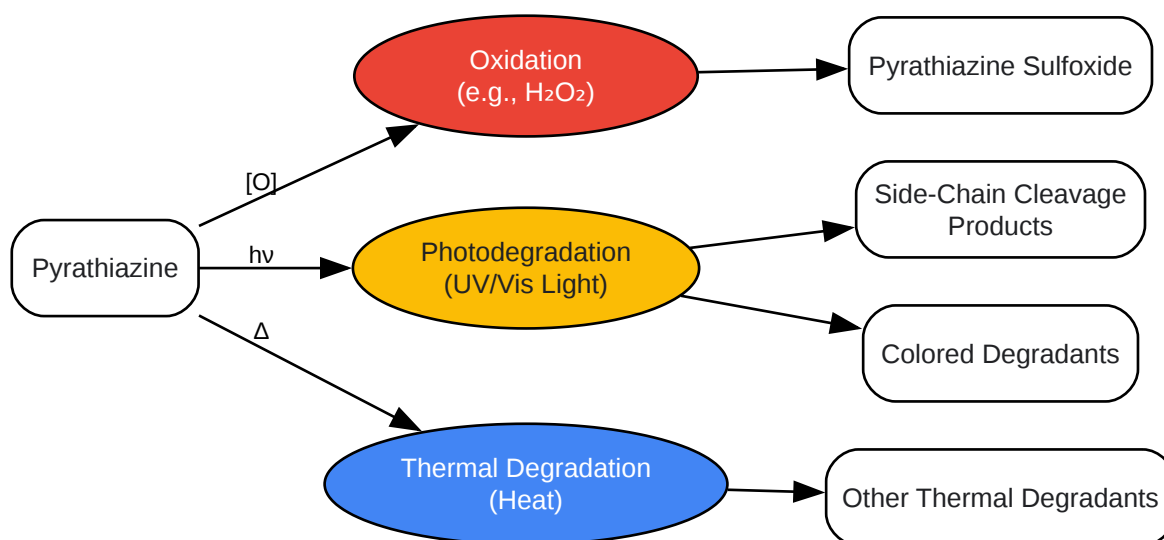 Oxidation
(e.g., H₂O₂)
Pyrathiazine Sulfoxide
[O]
Side-Chain Cleavage
Products
Pyrathiazine
hν
Photodegradation
(UV/Vis Light)
Colored Degradants
Δ
Thermal Degradation
(Heat)
Other Thermal Degradants